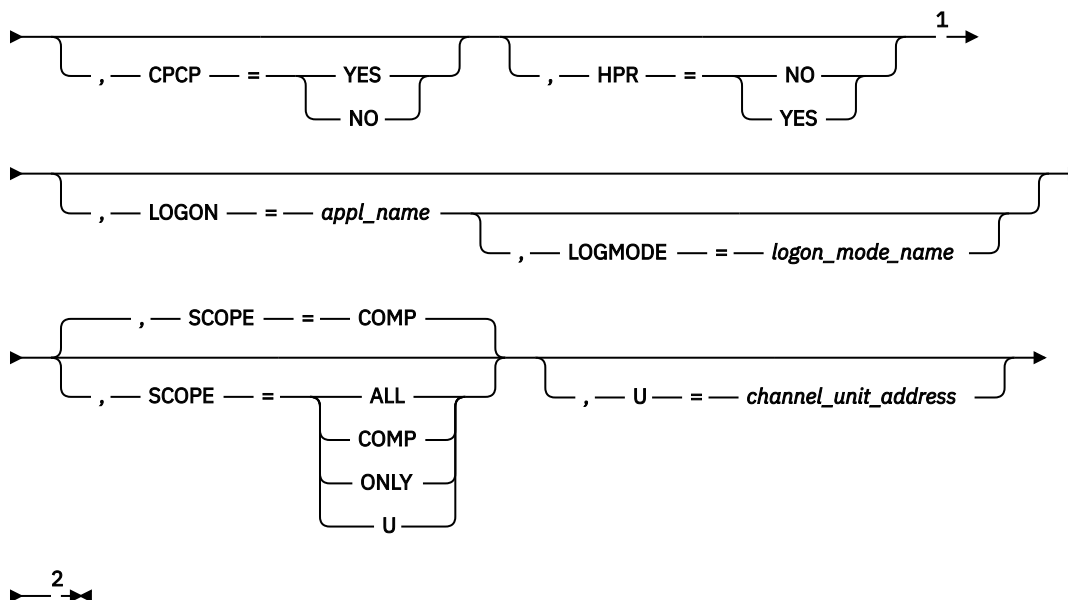 1
, CPCP = YES , HPR = NO
NO YES
, LOGON = appl_name
, LOGMODE = logon_mode_name
, SCOPE = COMP
, SCOPE = ALL , U = channel_unit_address
COMP
ONLY
U
2